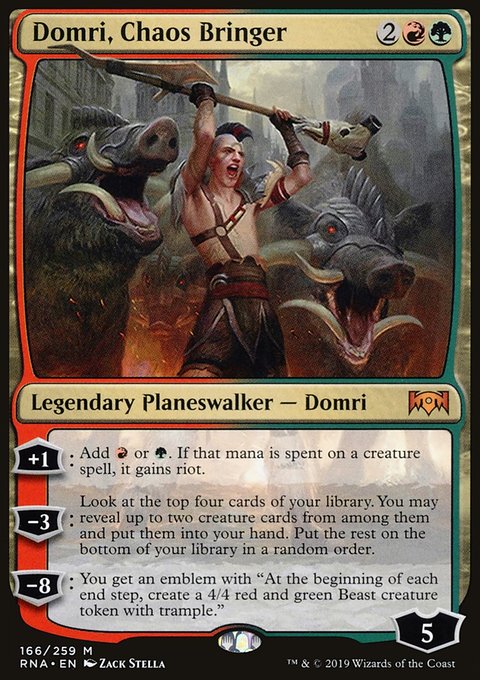 Domri, Chaos Bringer 2
Legendary Planeswalker — Domri
+1 : Add R or G. If that mana is spent on a creature
spell, it gains riot.
Look at the top four cards of your library. You may
-3 : reveal up to two creature cards from among them
and put them into your hand. Put the rest on the
bottom of your library in a random order.
-8 : You get an emblem with “At the beginning of each
end step, create a 4/4 red and green Beast creature
token with trample.”
5
166/259 M
RNA • EN Zack Stella
™ & © 2019 Wizards of the Coast